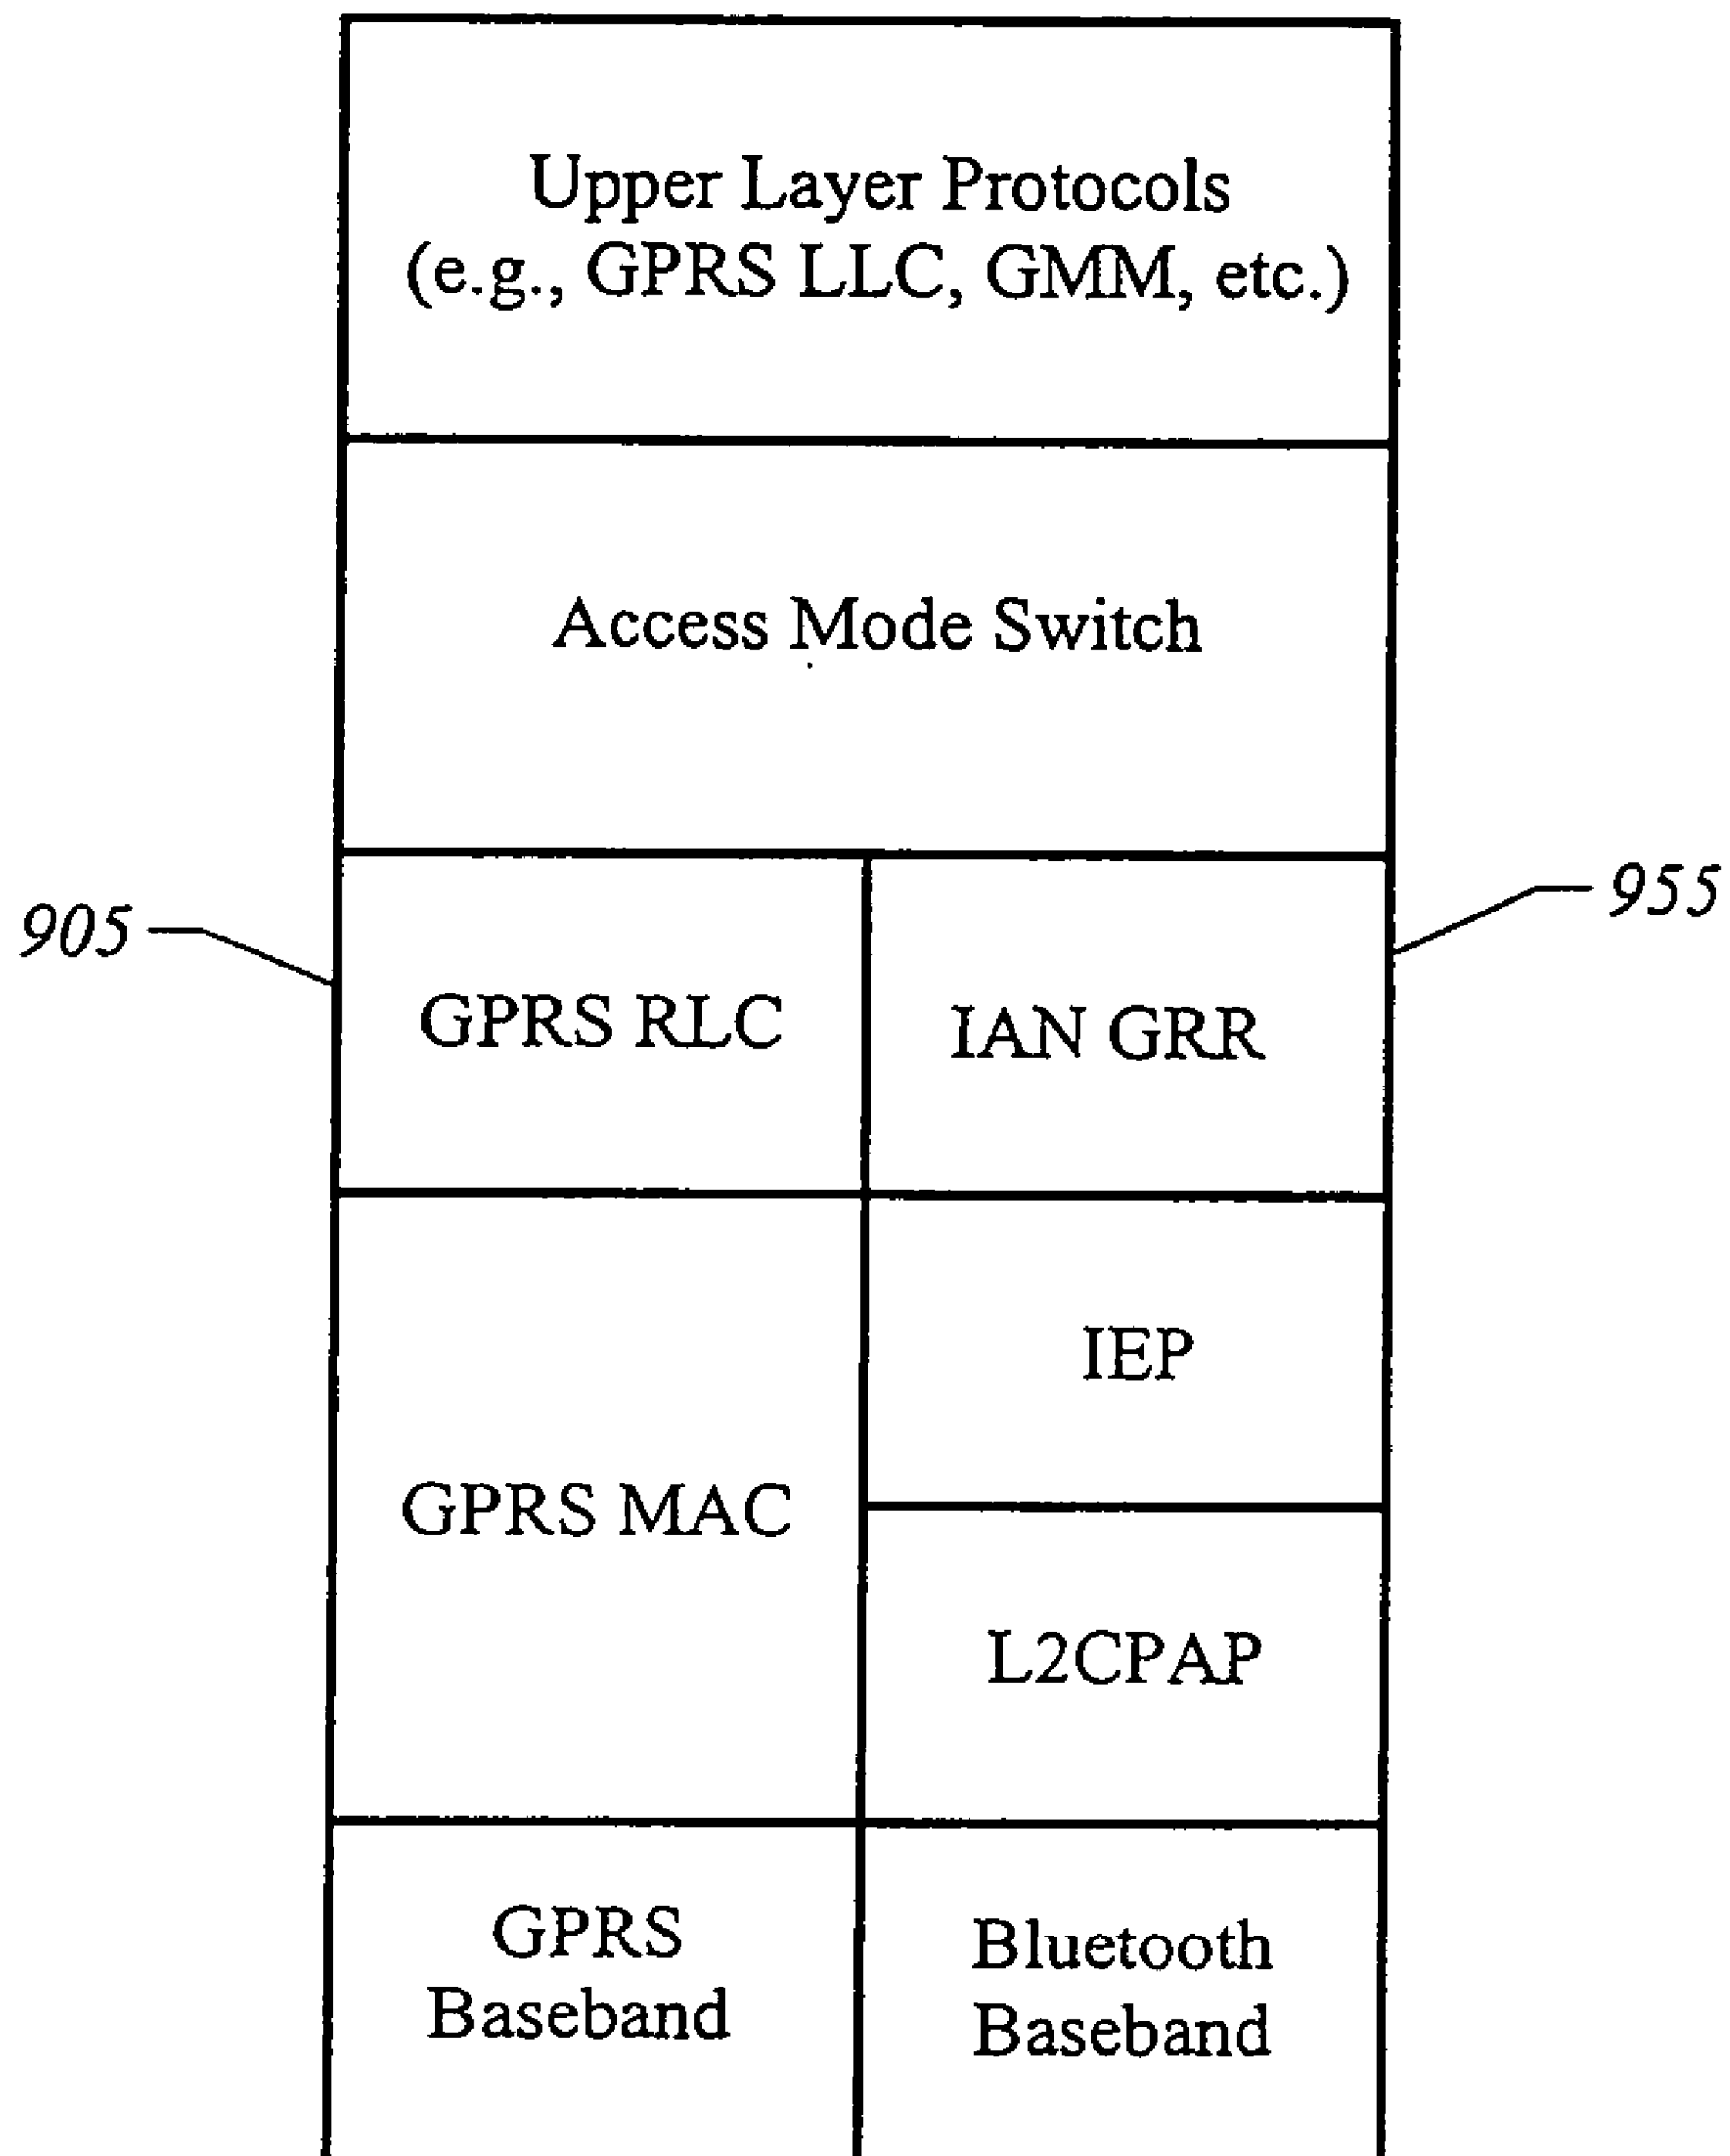 Upper Layer Protocols
(e.g., GPRS LLC, GMM, etc.)
Access Mode Switch
905
955
GPRS RLC
IAN GRR
IEP
GPRS MAC
L2CPAP
GPRS
Baseband
Bluetooth
Baseband